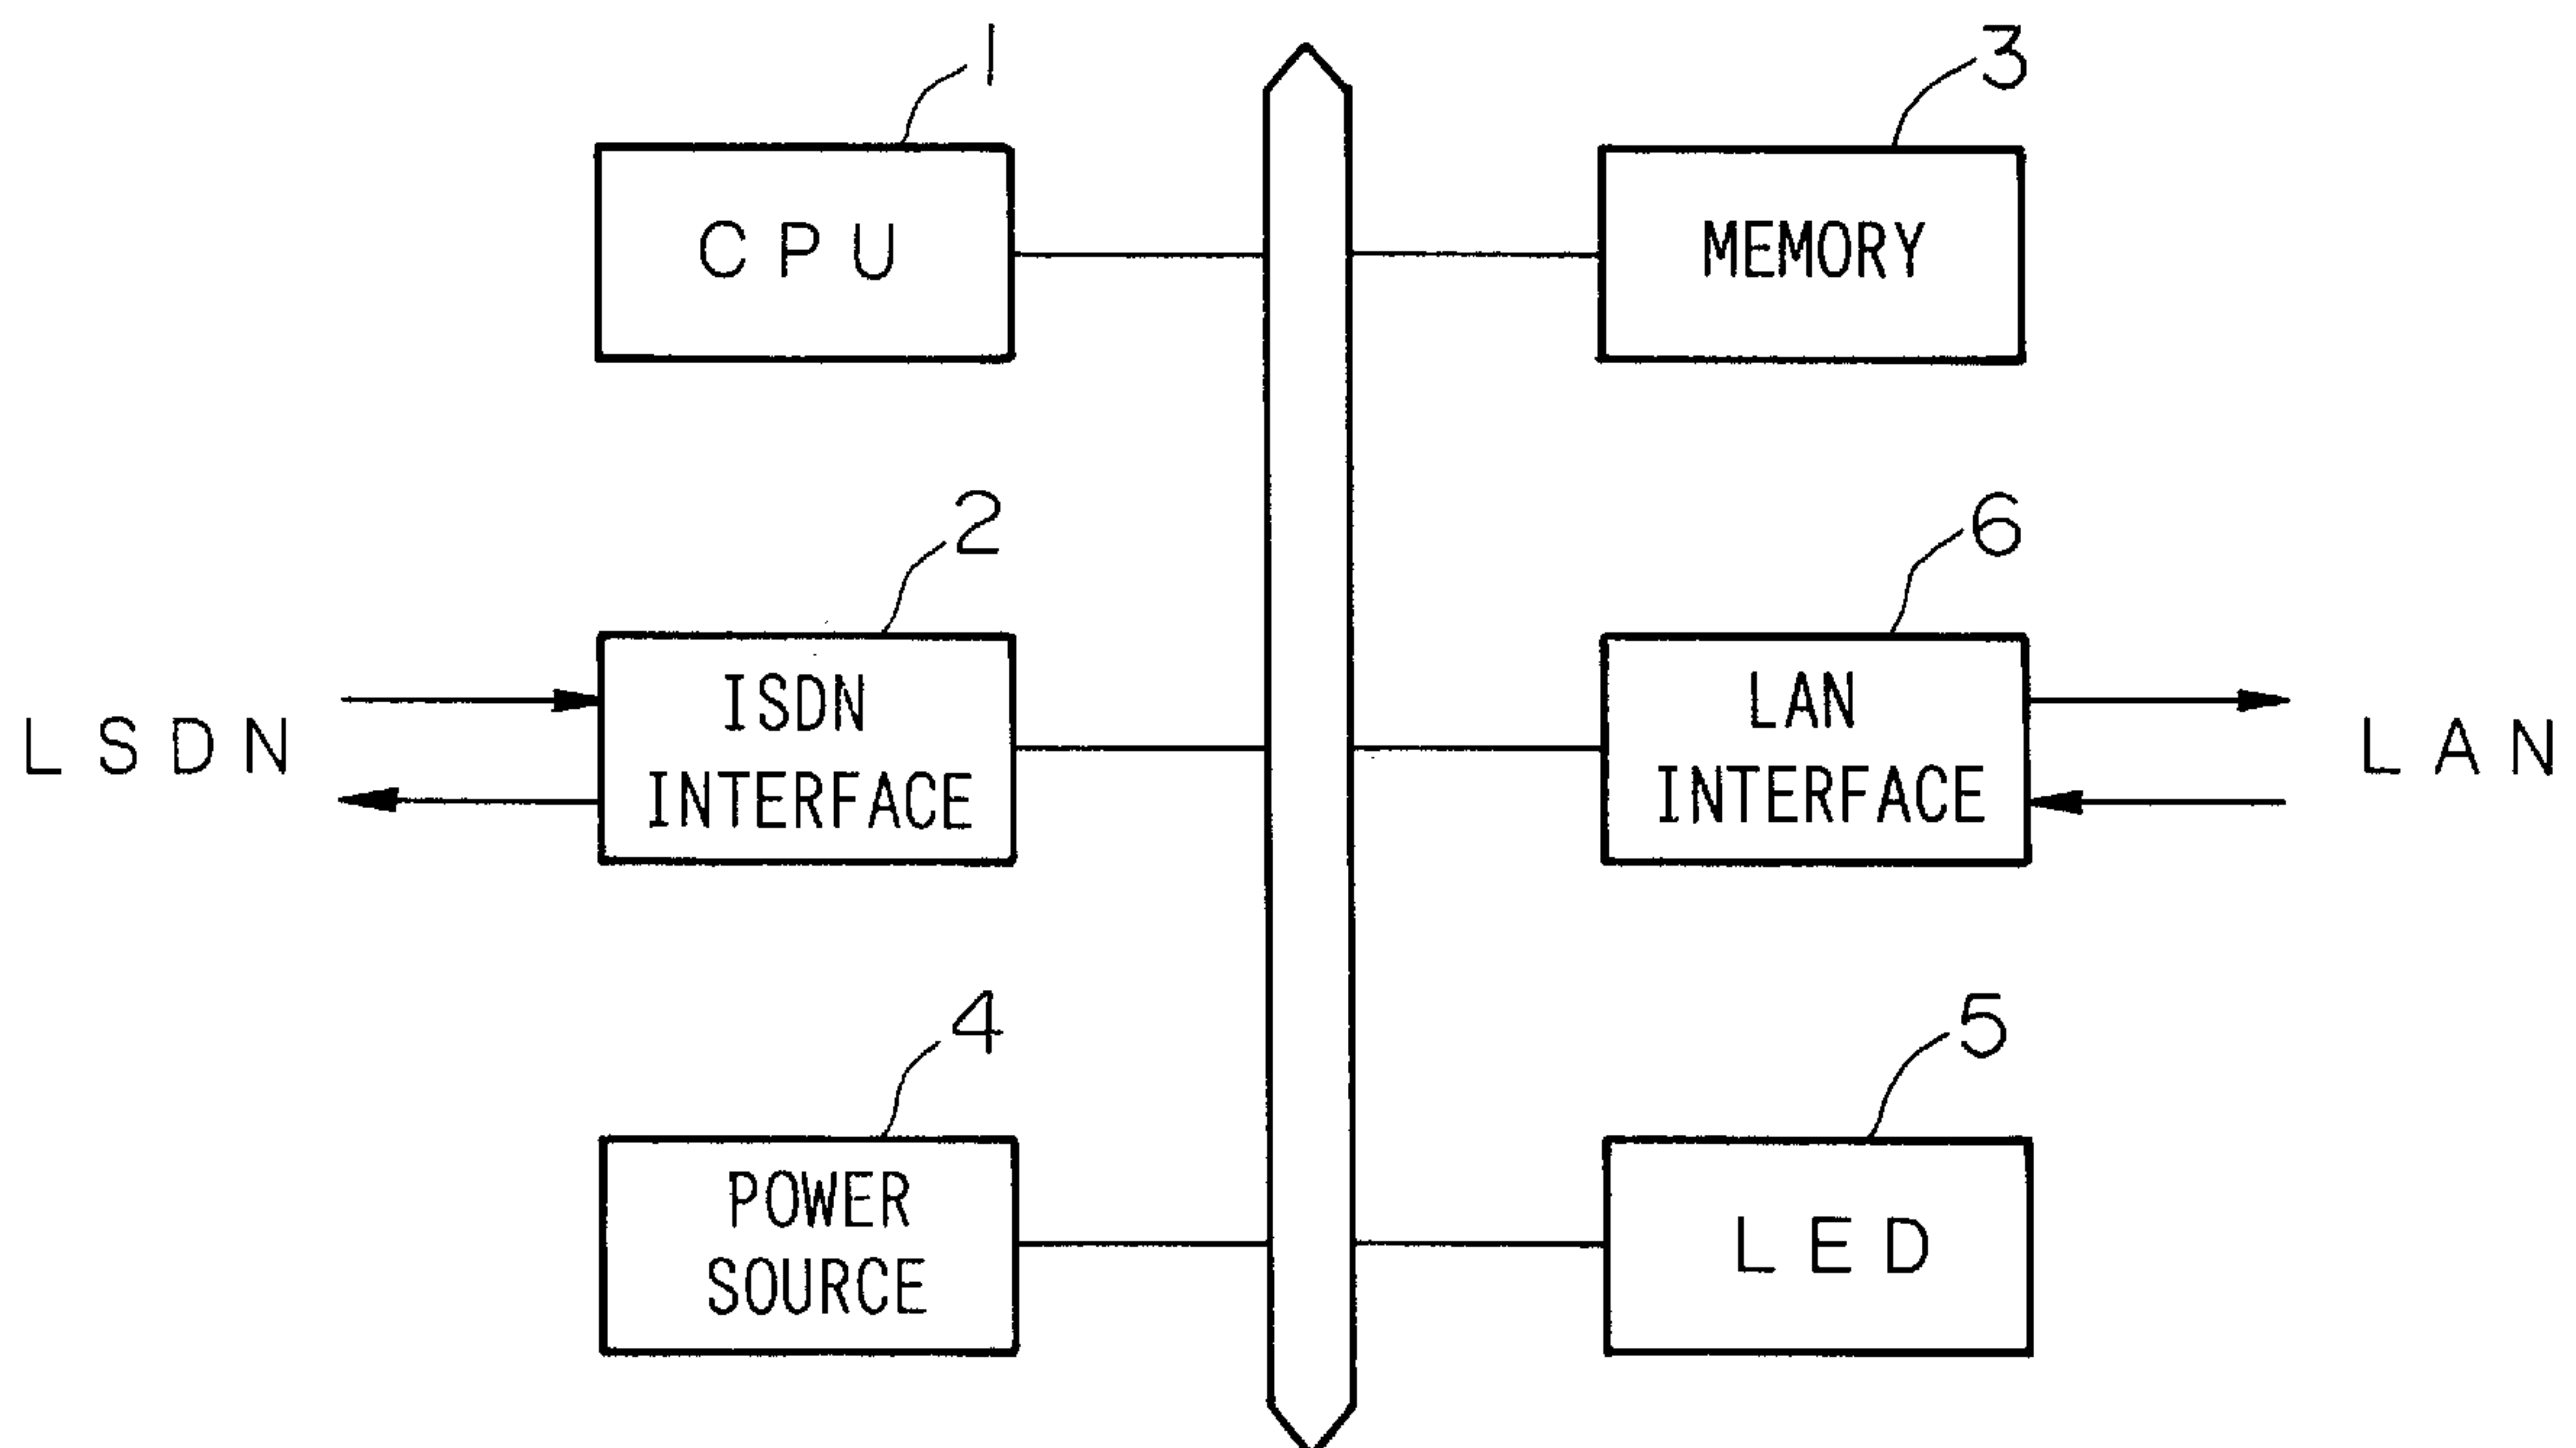 1
3
CPU
MEMORY
2
6
ISDN
INTERFACE
LAN
INTERFACE
LSDN
LAN
4
5
POWER
SOURCE
LED